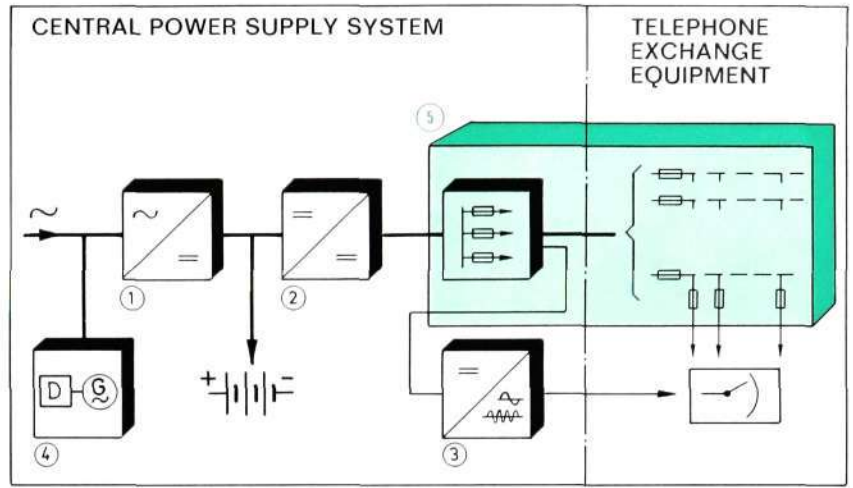 CENTRAL POWER SUPPLY SYSTEM
TELEPHONE
EXCHANGE
EQUIPMENT
5
1
2
D G
+ -
4
3